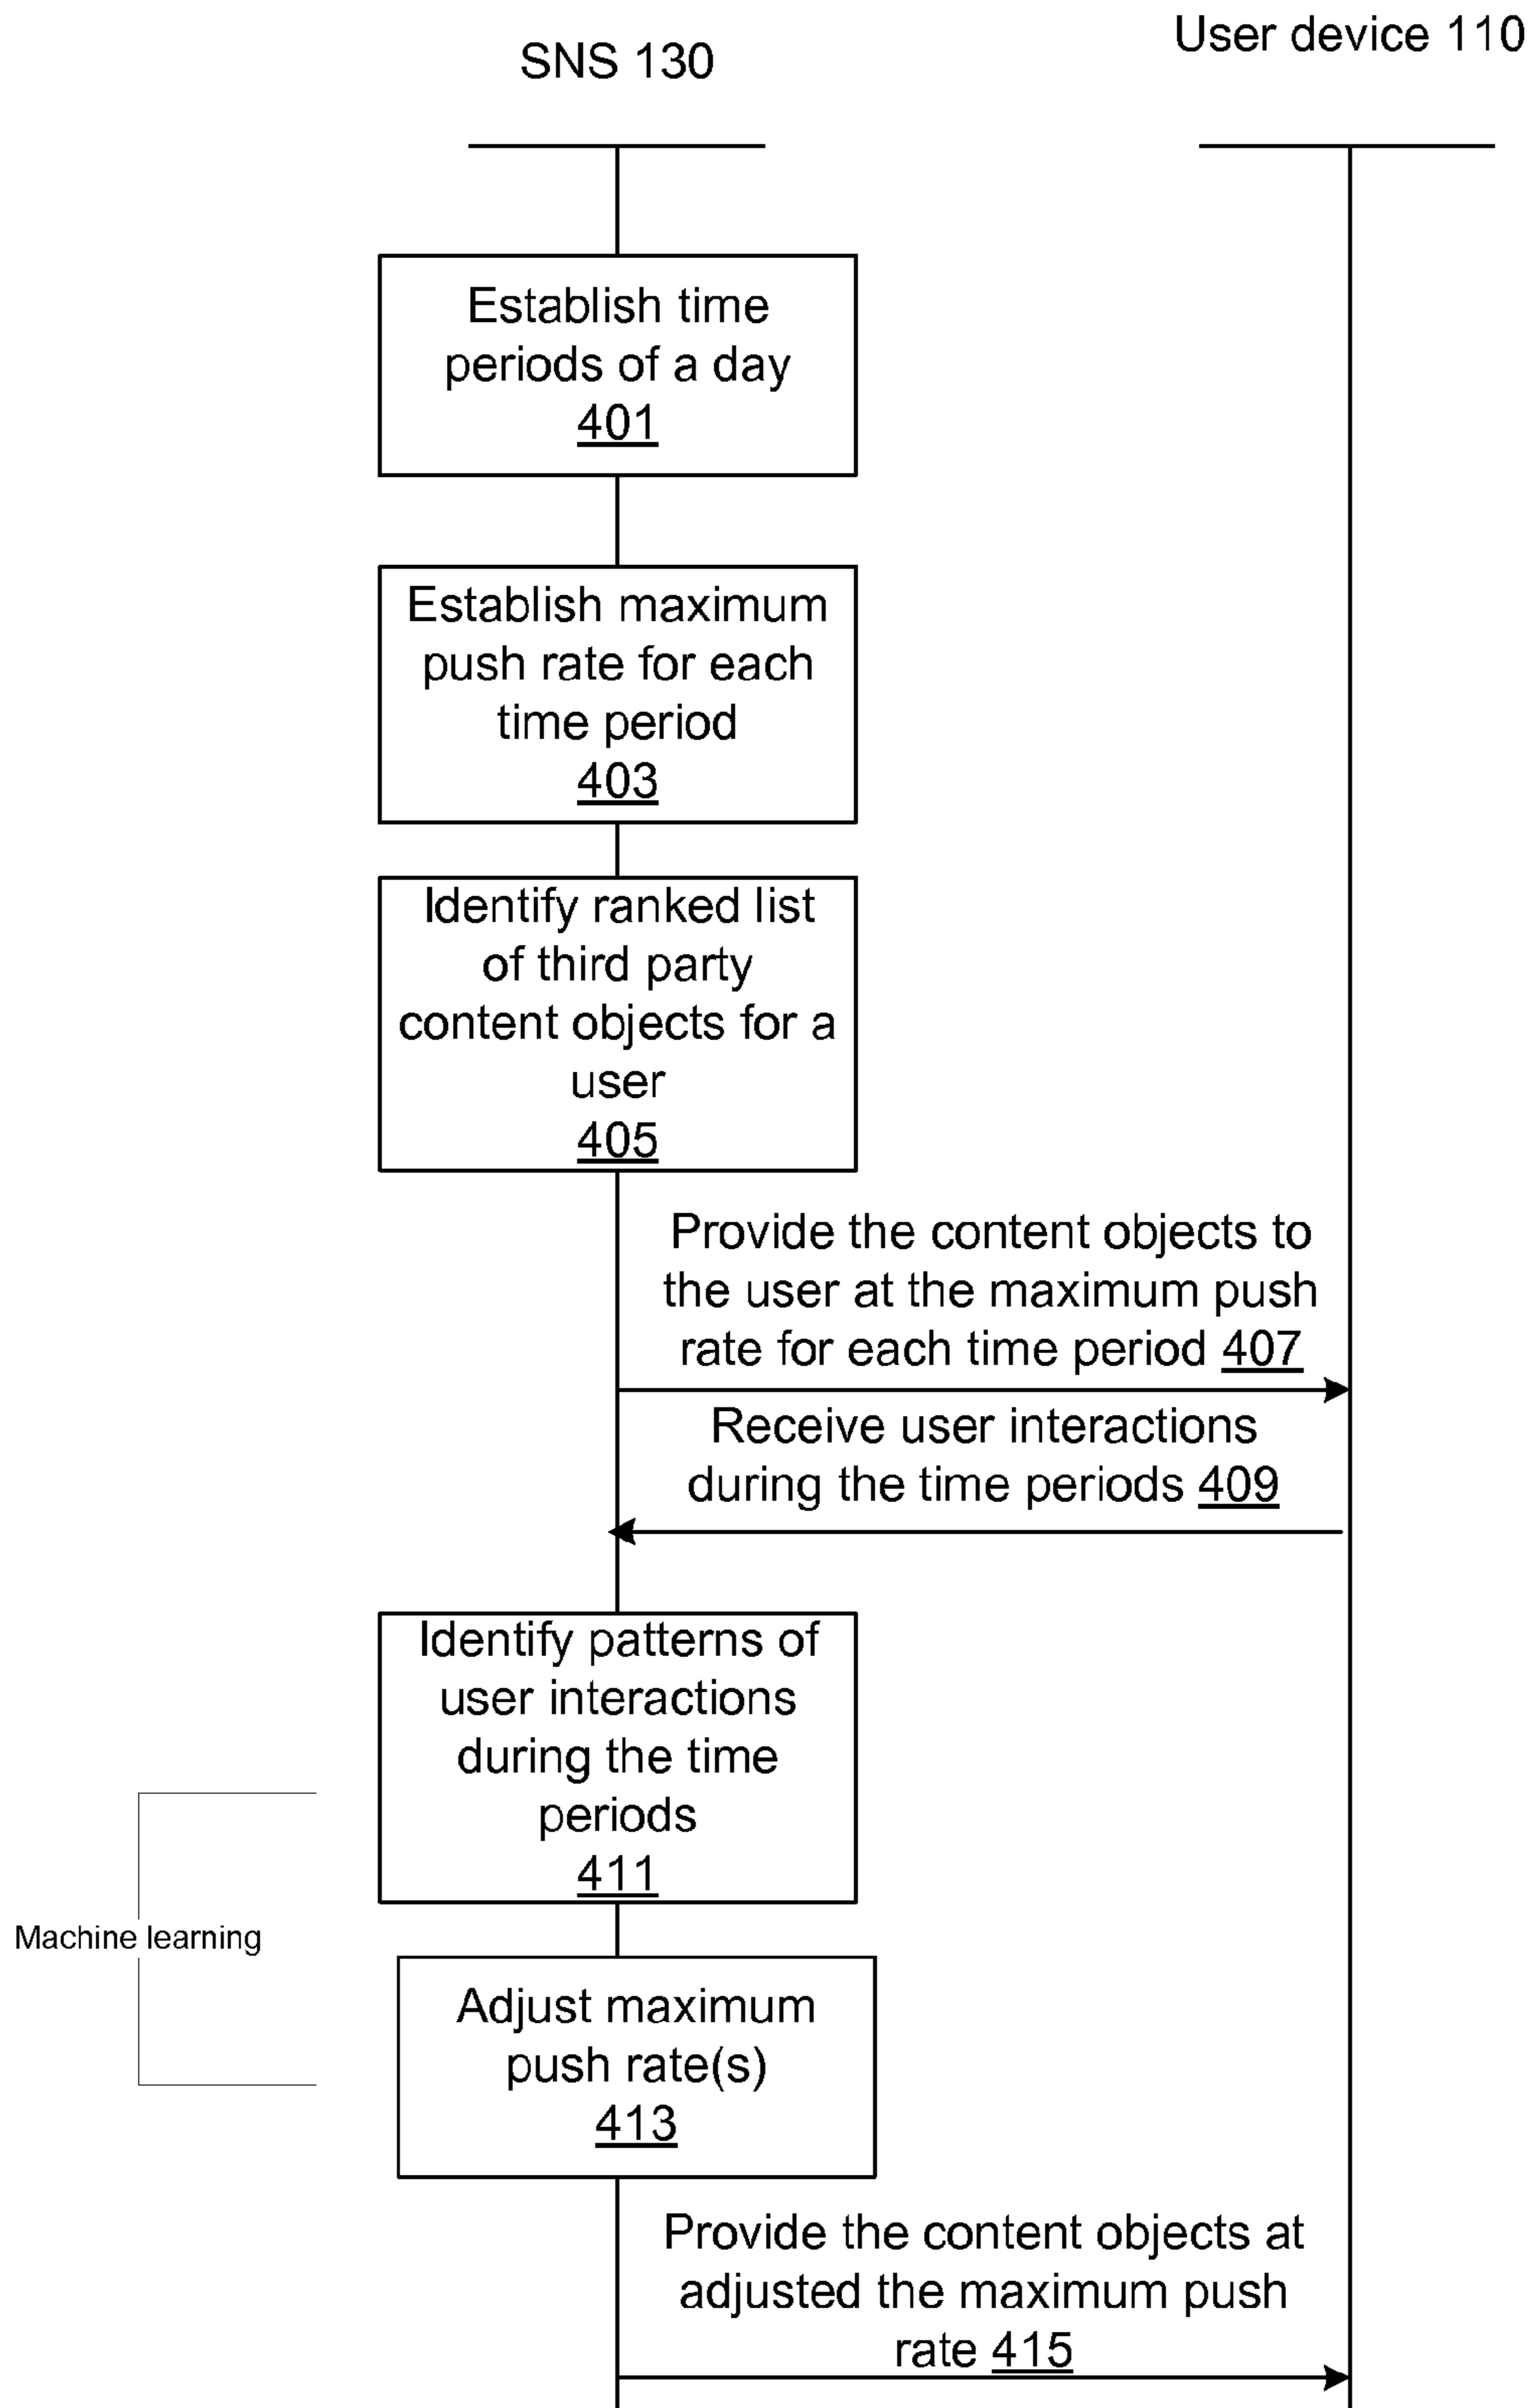 SNS 130
User device 110
Establish time
periods of a day
401
Establish maximum
push rate for each
time period
403
Identify ranked list
of third party
content objects for a
user
405
Provide the content objects to
the user at the maximum push
rate for each time period 407
Receive user interactions
during the time periods 409
Identify patterns of
user interactions
during the time
periods
411
Machine learning
Adjust maximum
push rate(s)
413
Provide the content objects at
adjusted the maximum push
rate 415